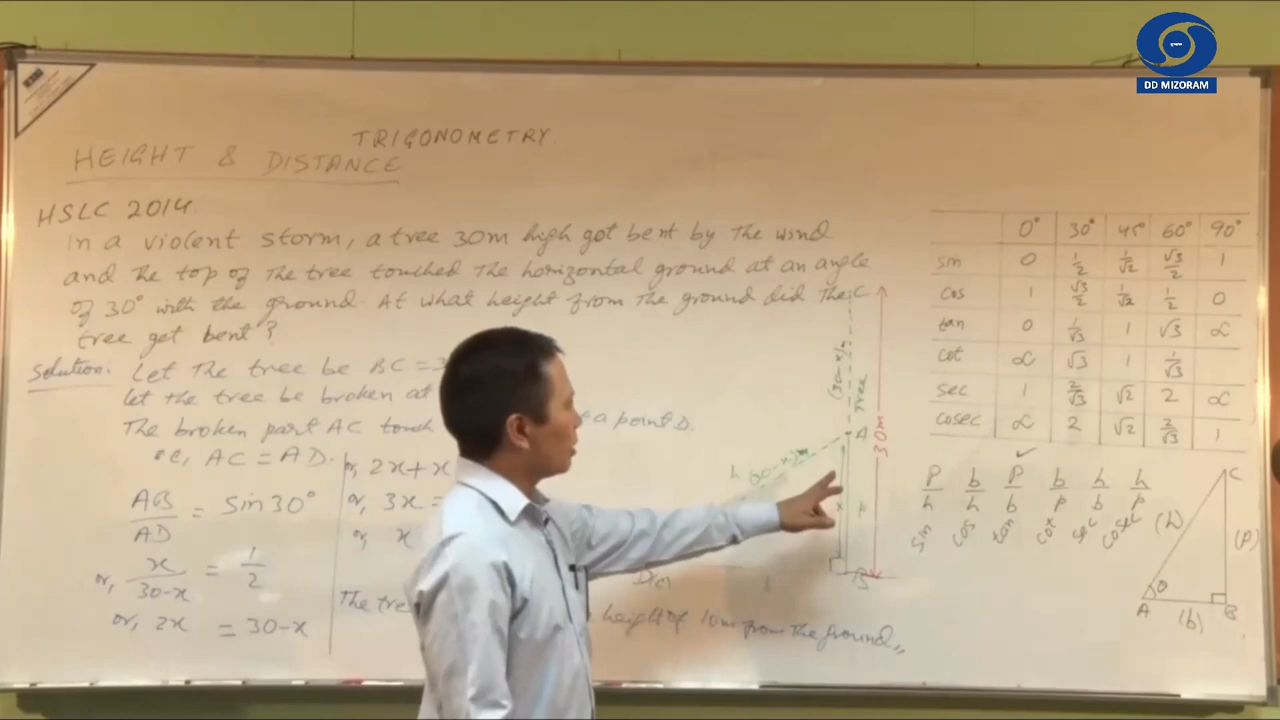 DD MIZORAM
TRIGONOMETRY
HEIGHT & DISTANCE
HSLC 2014.
In a violent storm, a tree 30m high got bent by the wind
and the top of the tree touched the horizontal ground at an angle
of 30° with the ground. At what height from the ground did the
tree get bent?
Solution: Let the tree be BC = 3
let the tree be broken at
The broken part AC touch a point D.
i.e, AC = AD.
AB/AD = sin 30°
or, x/30-x = 1/2
or, 2x = 30-x
or, 2x+x
or, 3x =
or, x
The tre height of 10m from the ground
C
(30-x)
Tree
30m
A
h (30-x)m
x
p
B
0° 30° 45° 60° 90°
sin 0 1/2 1/√2 √3/2 1
cos 1 √3/2 1/√2 1/2 0
tan 0 1/√3 1 √3 ∝
cot ∝ √3 1 1/√3
sec 1 2/√3 √2 2 ∝
cosec ∝ 2 √2 2/√3 1
✓
p/h b/h p/b b/p h/b h/p
sin cos tan cot sec cosec
C
(h) (p)
θ
A (b) B